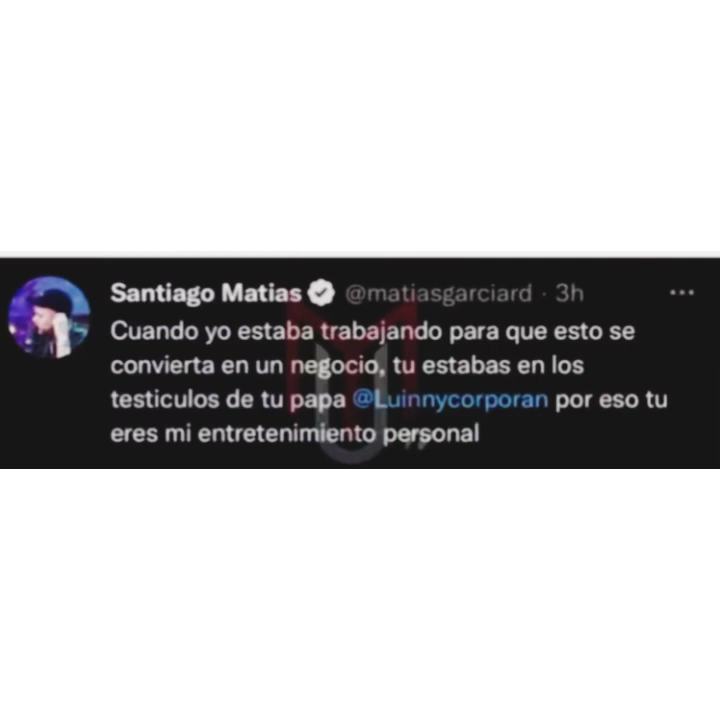 Santiago Matias @matiasgarciard · 3h
Cuando yo estaba trabajando para que esto se
convierta en un negocio, tu estabas en los
testiculos de tu papa @Luinnycorporan por eso tu
eres mi entretenimiento personal